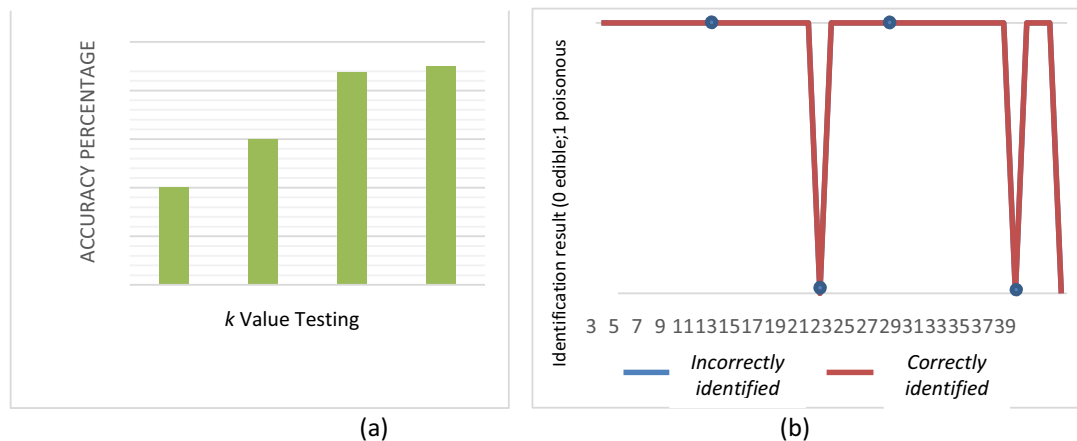 ACCURACY PERCENTAGE
k Value Testing
(a)
Identification result (0 edible;1 poisonous
3 5 7 9 111315171921232527293133353739
Incorrectly
identified
Correctly
identified
(b)